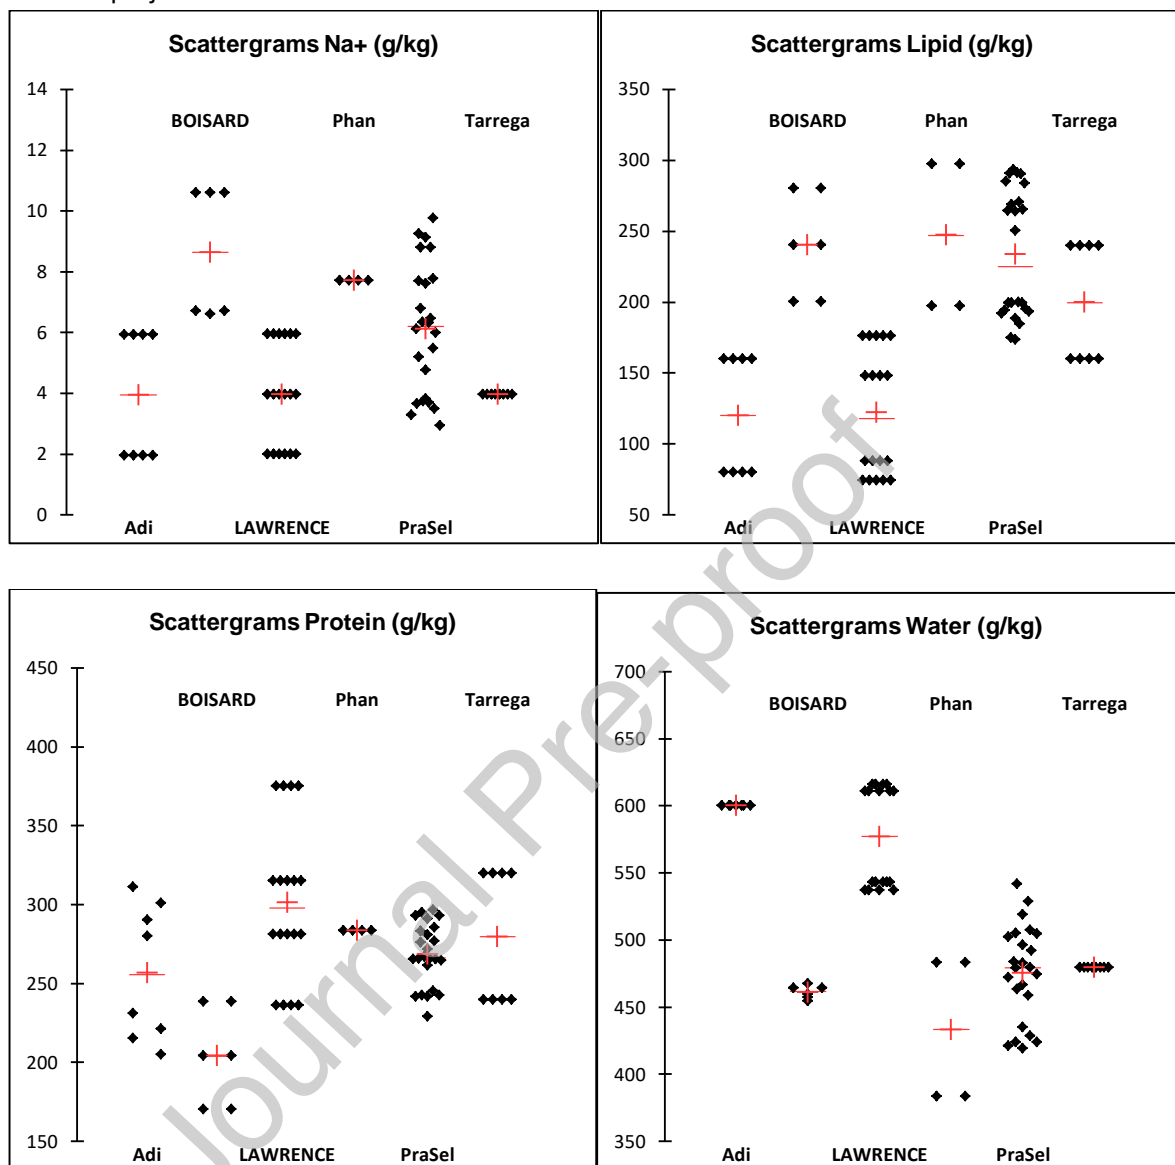 Scattergrams Na+ (g/kg)
14
12
10
8
6
4
2
0
BOISARD Phan Tarrega
Adi LAWRENCE PraSel
Scattergrams Lipid (g/kg)
350
300
250
200
150
100
50
BOISARD Phan Tarrega
Adi LAWRENCE PraSel
Scattergrams Protein (g/kg)
450
400
350
300
250
200
150
BOISARD Phan Tarrega
Adi LAWRENCE PraSel
Scattergrams Water (g/kg)
700
650
600
550
500
450
400
350
BOISARD Phan Tarrega
Adi LAWRENCE PraSel
Journal Pre-proof